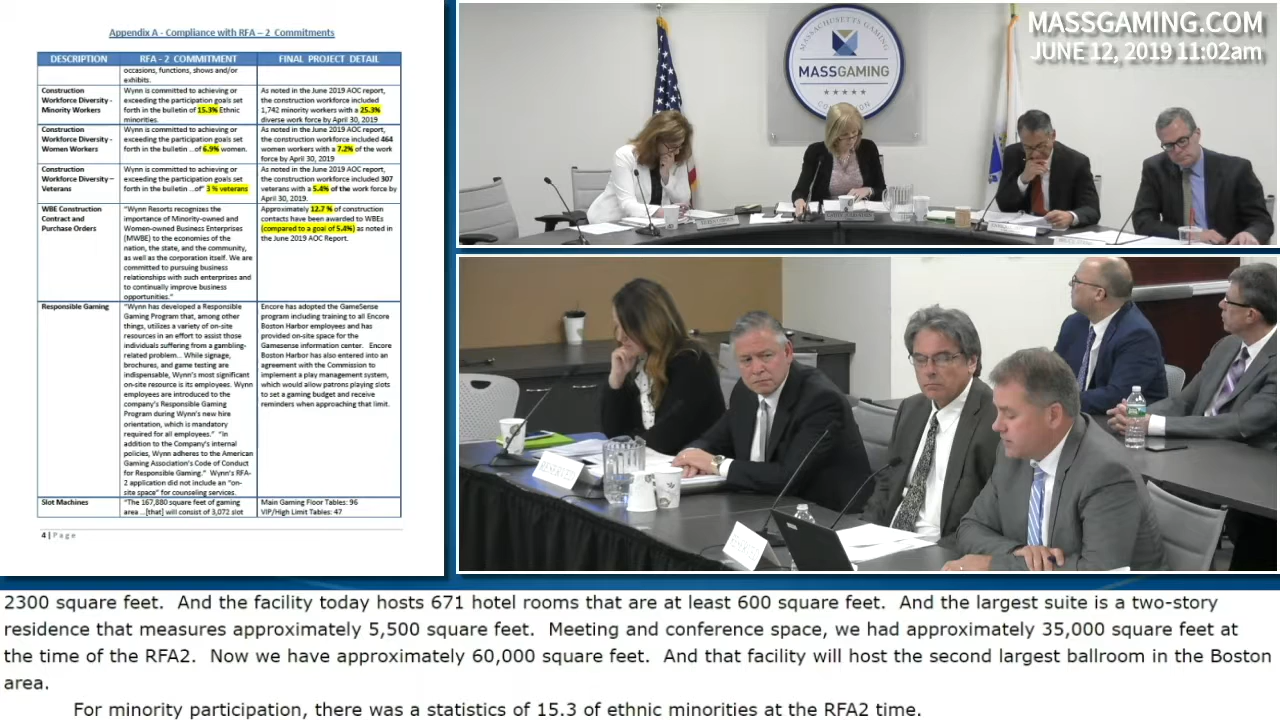 Appendix A - Compliance with RFA – 2 Commitments
DESCRIPTION
RFA - 2 COMMITMENT
FINAL PROJECT DETAIL
occasions, functions, shows and/or
exhibits.
Construction
Workforce Diversity -
Minority Workers
Wynn is committed to achieving or
exceeding the participation goals set
forth in the bulletin of 15.3% Ethnic
minorities.
As noted in the June 2019 AOC report,
the construction workforce included
1,742 minority workers with a 25.3%
diverse work force by April 30, 2019
Construction
Workforce Diversity -
Women Workers
Wynn is committed to achieving or
exceeding the participation goals set
forth in the bulletin ...of 6.9% women.
As noted in the June 2019 AOC report,
the construction workforce included 464
women workers with a 7.2% of the work
force by April 30, 2019
Construction
Workforce Diversity –
Veterans
Wynn is committed to achieving or
exceeding the participation goals set
forth in the bulletin ...of" 3 % veterans
As noted in the June 2019 AOC report,
the construction workforce included 307
veterans with a 5.4% of the work force by
April 30, 2019.
WBE Construction
Contract and
Purchase Orders
"Wynn Resorts recognizes the
importance of Minority-owned and
Women-owned Business Enterprises
(MWBE) to the economies of the
nation, the state, and the community,
as well as the corporation itself. We are
committed to pursuing business
relationships with such enterprises and
to continually improve business
opportunities."
Approximately 12.7 % of construction
contacts have been awarded to WBEs
(compared to a goal of 5.4%) as noted in
the June 2019 AOC Report.
Responsible Gaming
"Wynn has developed a Responsible
Gaming Program that, among other
things, utilizes a variety of on-site
resources in an effort to assist those
individuals suffering from a gambling-
related problem... While signage,
brochures, and game testing are
indispensable, Wynn's most significant
on-site resource is its employees. Wynn
employees are introduced to the
company's Responsible Gaming
Program during Wynn's new hire
orientation, which is mandatory
required for all employees." "In
addition to the Company's internal
policies, Wynn adheres to the American
Gaming Association's Code of Conduct
for Responsible Gaming." Wynn's RFA-
2 application did not include an "on-
site space" for counseling services.
Encore has adopted the GameSense
program including training to all Encore
Boston Harbor employees and has
provided on-site space for the
Gamesense information center. Encore
Boston Harbor has also entered into an
agreement with the Commission to
implement a play management system,
which would allow patrons playing slots
to set a gaming budget and receive
reminders when approaching that limit.
Slot Machines
"The 167,880 square feet of gaming
area ...[that] will consist of 3,072 slot
Main Gaming Floor Tables: 96
VIP/High Limit Tables: 47
4 | Page
MASSACHUSETTS GAMING
MASSGAMING
MASSGAMING.COM
JUNE 12, 2019 11:02am
2300 square feet. And the facility today hosts 671 hotel rooms that are at least 600 square feet. And the largest suite is a two-story
residence that measures approximately 5,500 square feet. Meeting and conference space, we had approximately 35,000 square feet at
the time of the RFA2. Now we have approximately 60,000 square feet. And that facility will host the second largest ballroom in the Boston
area.
For minority participation, there was a statistics of 15.3 of ethnic minorities at the RFA2 time.